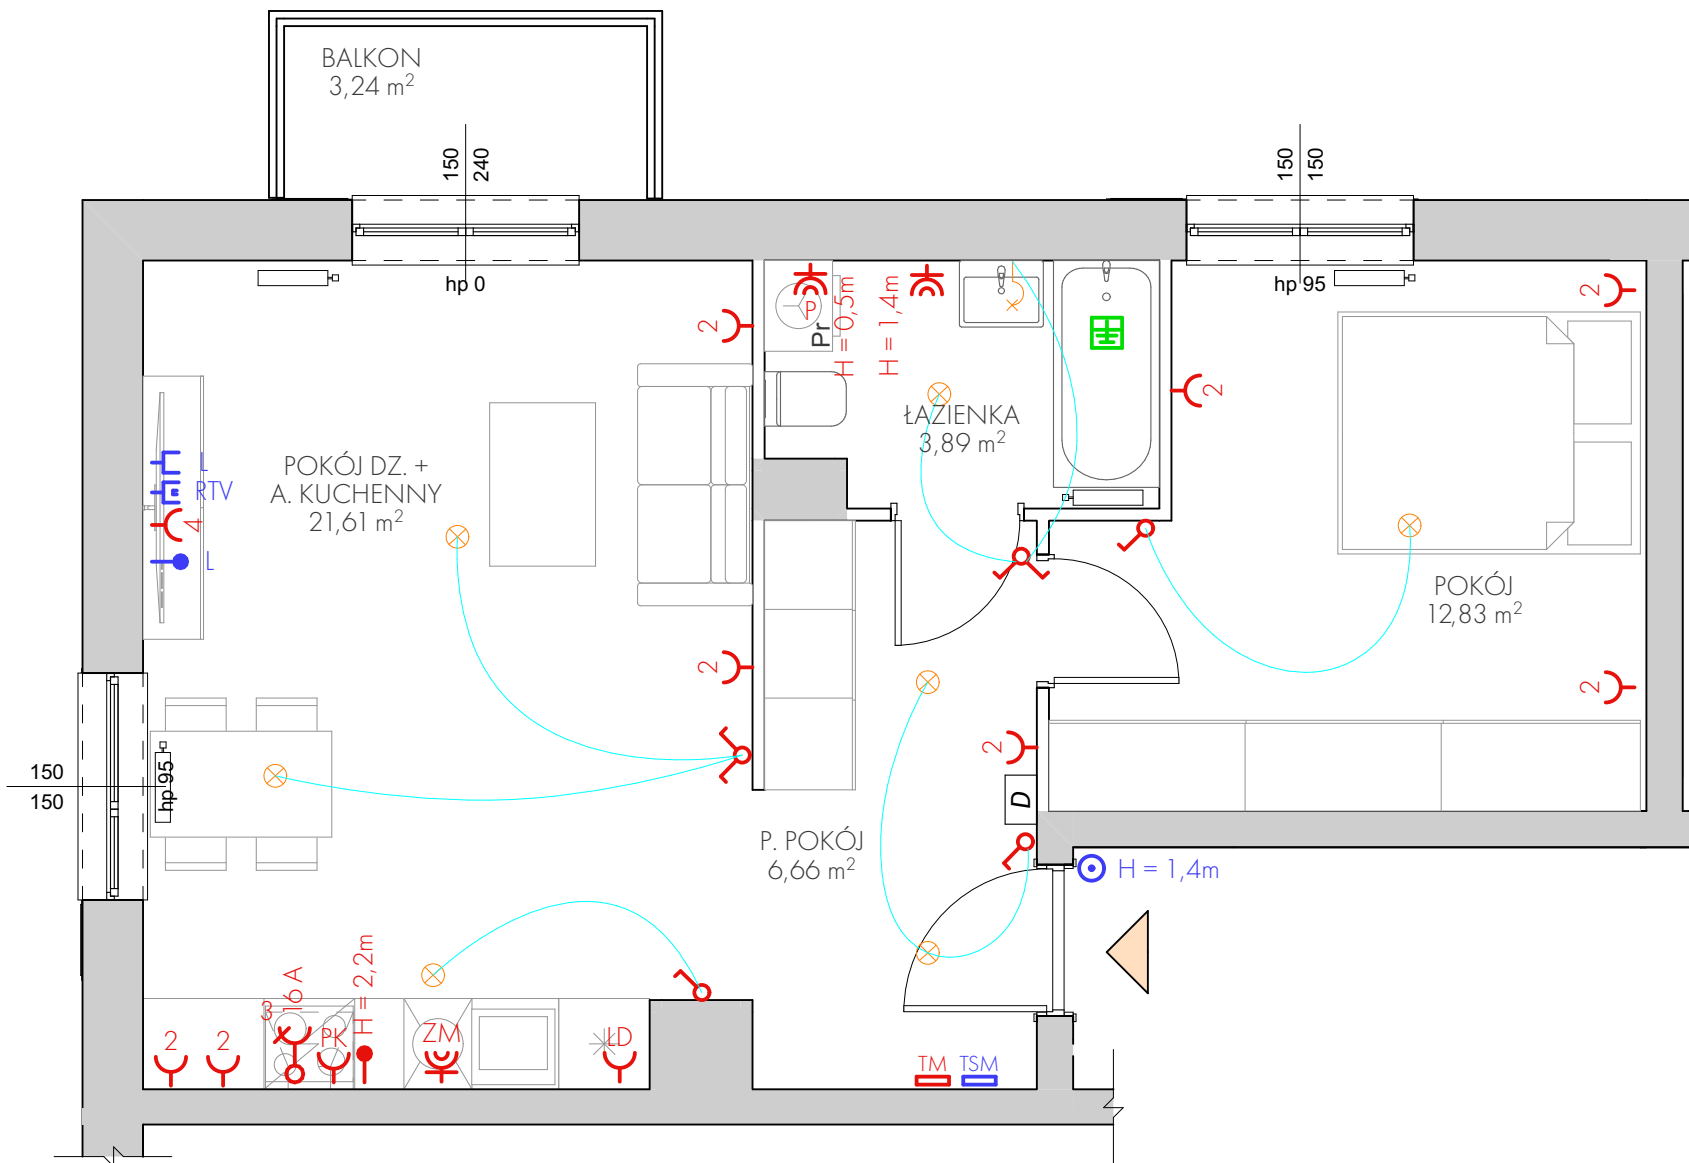 BALKON
3,24 m²
150
240
hp 0
150
150
hp 95
2
P
Pr
H = 0,5m
H = 1,4m
2
2
ŁAZIENKA
3,89 m²
L
RTV
4
L
POKÓJ DZ. +
A. KUCHENNY
21,61 m²
POKÓJ
12,83 m²
2
2
2
150
150
hp 95
D
P. POKÓJ
6,66 m²
H = 1,4m
2
2
3
16 A
PK
H = 2,2m
ZM
LD
TM
TSM